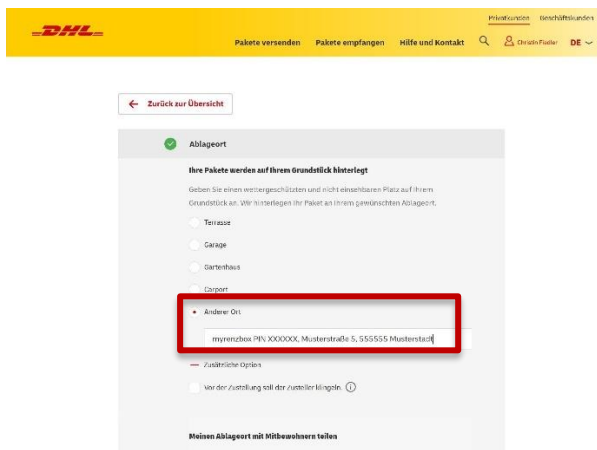 Privatkunden Geschäftskunden
DHL
Pakete versenden Pakete empfangen Hilfe und Kontakt Christin Fiseller DE
Zurück zur Übersicht
Ablageort
Ihre Pakete werden auf Ihrem Grundstück hinterlegt
Geben Sie einen wettergeschützten und nicht einsehbaren Platz auf Ihrem
Grundstück an. Wir hinterlegen Ihr Paket an Ihrem gewünschten Ablageort.
Terrasse
Garage
Gartenhaus
Carport
Anderer Ort
myrenzbox PIN XXXXXX, Musterstraße 5, 555555 Musterstadt
Zusätzliche Option
Vor der Zustellung soll der Zusteller klingeln.
Meinen Ablageort mit Mitbewohnern teilen